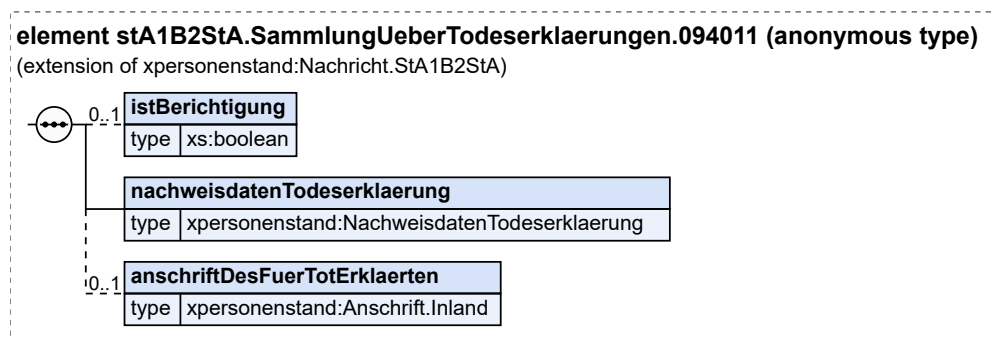 element stA1B2StA.SammlungUeberTodeserklaerungen.094011 (anonymous type)
(extension of xpersonenstand:Nachricht.StA1B2StA)
0..1 istBerichtigung
type xs:boolean
nachweisdatenTodeserklaerung
type xpersonenstand:NachweisdatenTodeserklaerung
0..1 anschriftDesFuerTotErklaerten
type xpersonenstand:Anschrift.Inland